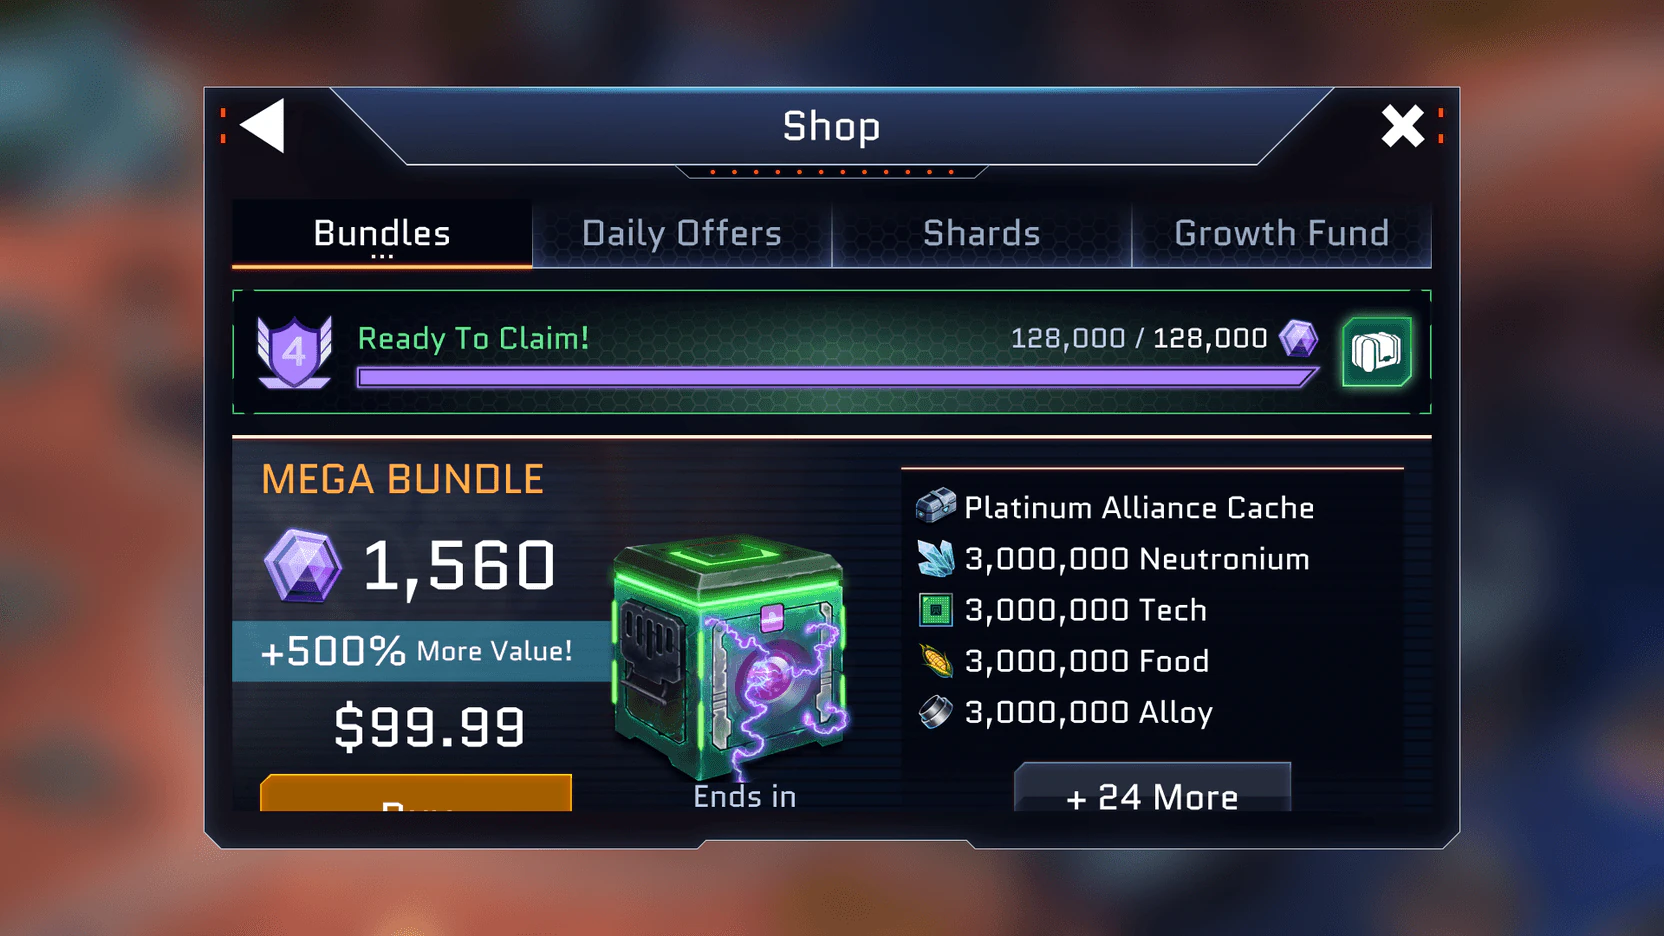 Shop
Bundles
Daily Offers
Shards
Growth Fund
4
Ready To Claim!
128,000 / 128,000
MEGA BUNDLE
1,560
+500% More Value!
$99.99
Ends in
Platinum Alliance Cache
3,000,000 Neutronium
3,000,000 Tech
3,000,000 Food
3,000,000 Alloy
+ 24 More